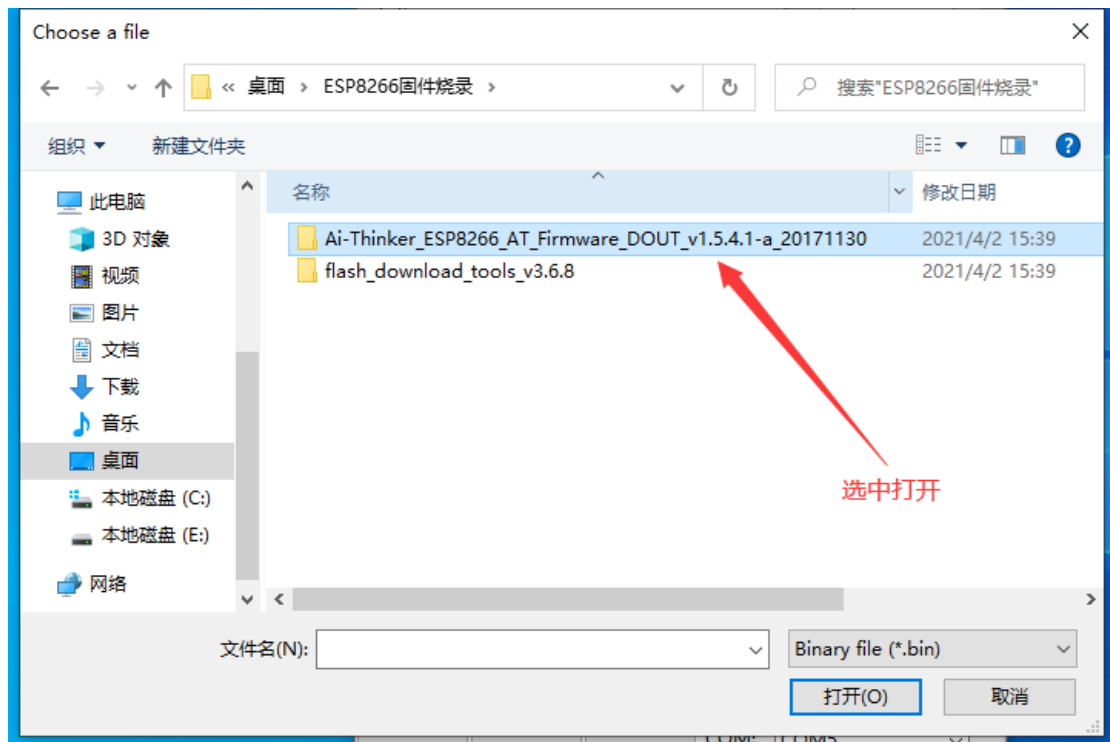 Choose a file
« 桌面 › ESP8266固件烧录 ›
搜索"ESP8266固件烧录"
组织
新建文件夹
名称
修改日期
此电脑
3D 对象
视频
图片
文档
下载
音乐
桌面
本地磁盘 (C:)
本地磁盘 (E:)
网络
Ai-Thinker_ESP8266_AT_Firmware_DOUT_v1.5.4.1-a_20171130 2021/4/2 15:39
flash_download_tools_v3.6.8 2021/4/2 15:39
选中打开
文件名(N):
Binary file (*.bin)
打开(O)
取消